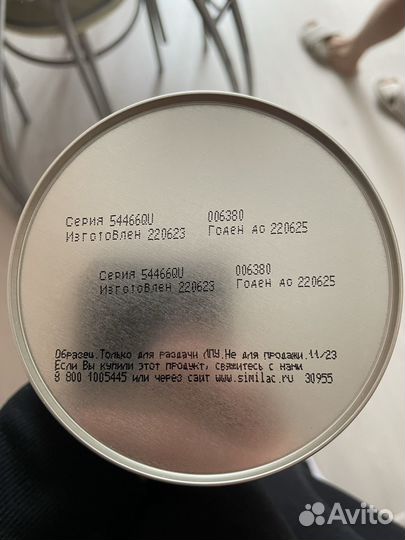 Серия 54466QU 006380
Изготовлен 220623 Годен до 220625
Серия 54466QU 006380
Изготовлен 220623 Годен до 220625
Образец.Только для раздачи ЛПУ.Не для продажи.11/23
Если Вы купили этот продукт, свяжитесь с нами
8 800 1005445 или через сайт www.similac.ru 30955
Avito